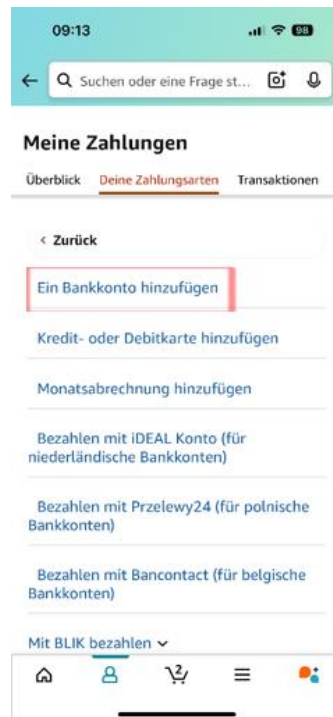 09:13
98
Suchen oder eine Frage st...
Meine Zahlungen
Überblick Deine Zahlungsarten Transaktionen
< Zurück
Ein Bankkonto hinzufügen
Kredit- oder Debitkarte hinzufügen
Monatsabrechnung hinzufügen
Bezahlen mit iDEAL Konto (für
niederländische Bankkonten)
Bezahlen mit Przelewy24 (für polnische
Bankkonten)
Bezahlen mit Bancontact (für belgische
Bankkonten)
Mit BLIK bezahlen
2